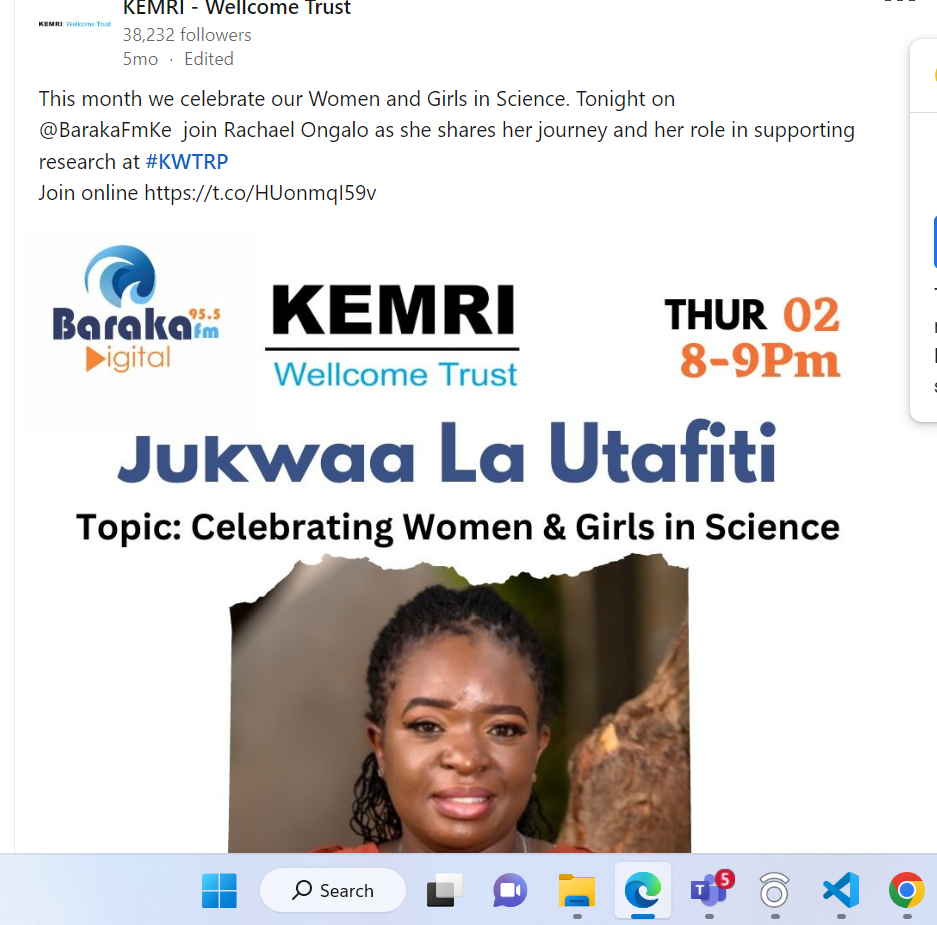 KEMRI - Wellcome Trust
KEMRI Wellcome Trust
38,232 followers
5mo · Edited
This month we celebrate our Women and Girls in Science. Tonight on
@BarakaFmKe join Rachael Ongalo as she shares her journey and her role in supporting
research at #KWTRP
Join online https://t.co/HUonmqI59v
Baraka 95.5 fm
Digital
KEMRI
Wellcome Trust
THUR 02
8-9Pm
Jukwaa La Utafiti
Topic: Celebrating Women & Girls in Science
Search
5